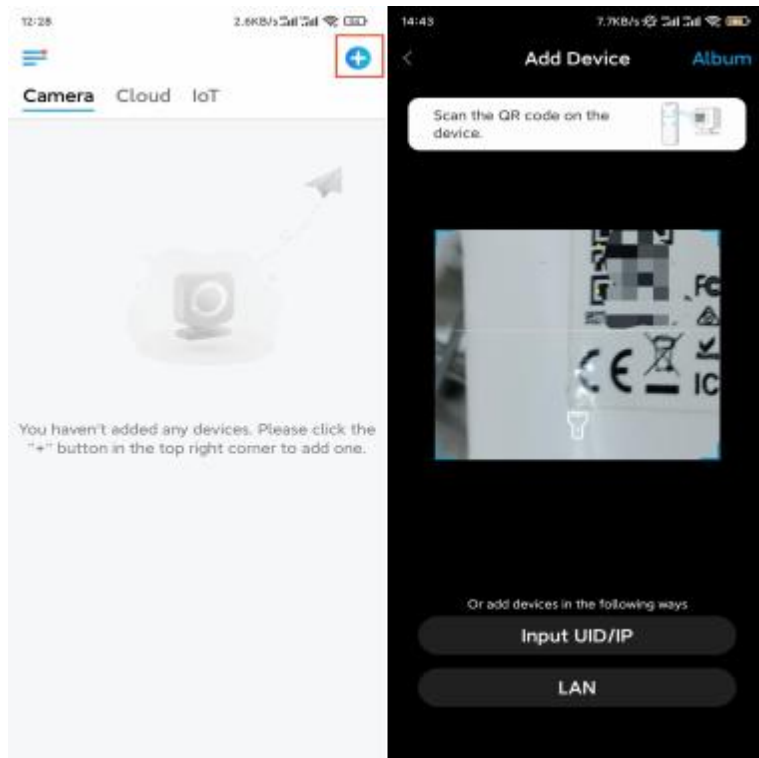 12:28
2.6KB/s
Camera Cloud IoT
You haven't added any devices. Please click the
"+" button in the top right corner to add one.
14:43
7.7KB/s
Add Device
Album
Scan the QR code on the
device.
FC
CE
IC
Or add devices in the following ways
Input UID/IP
LAN